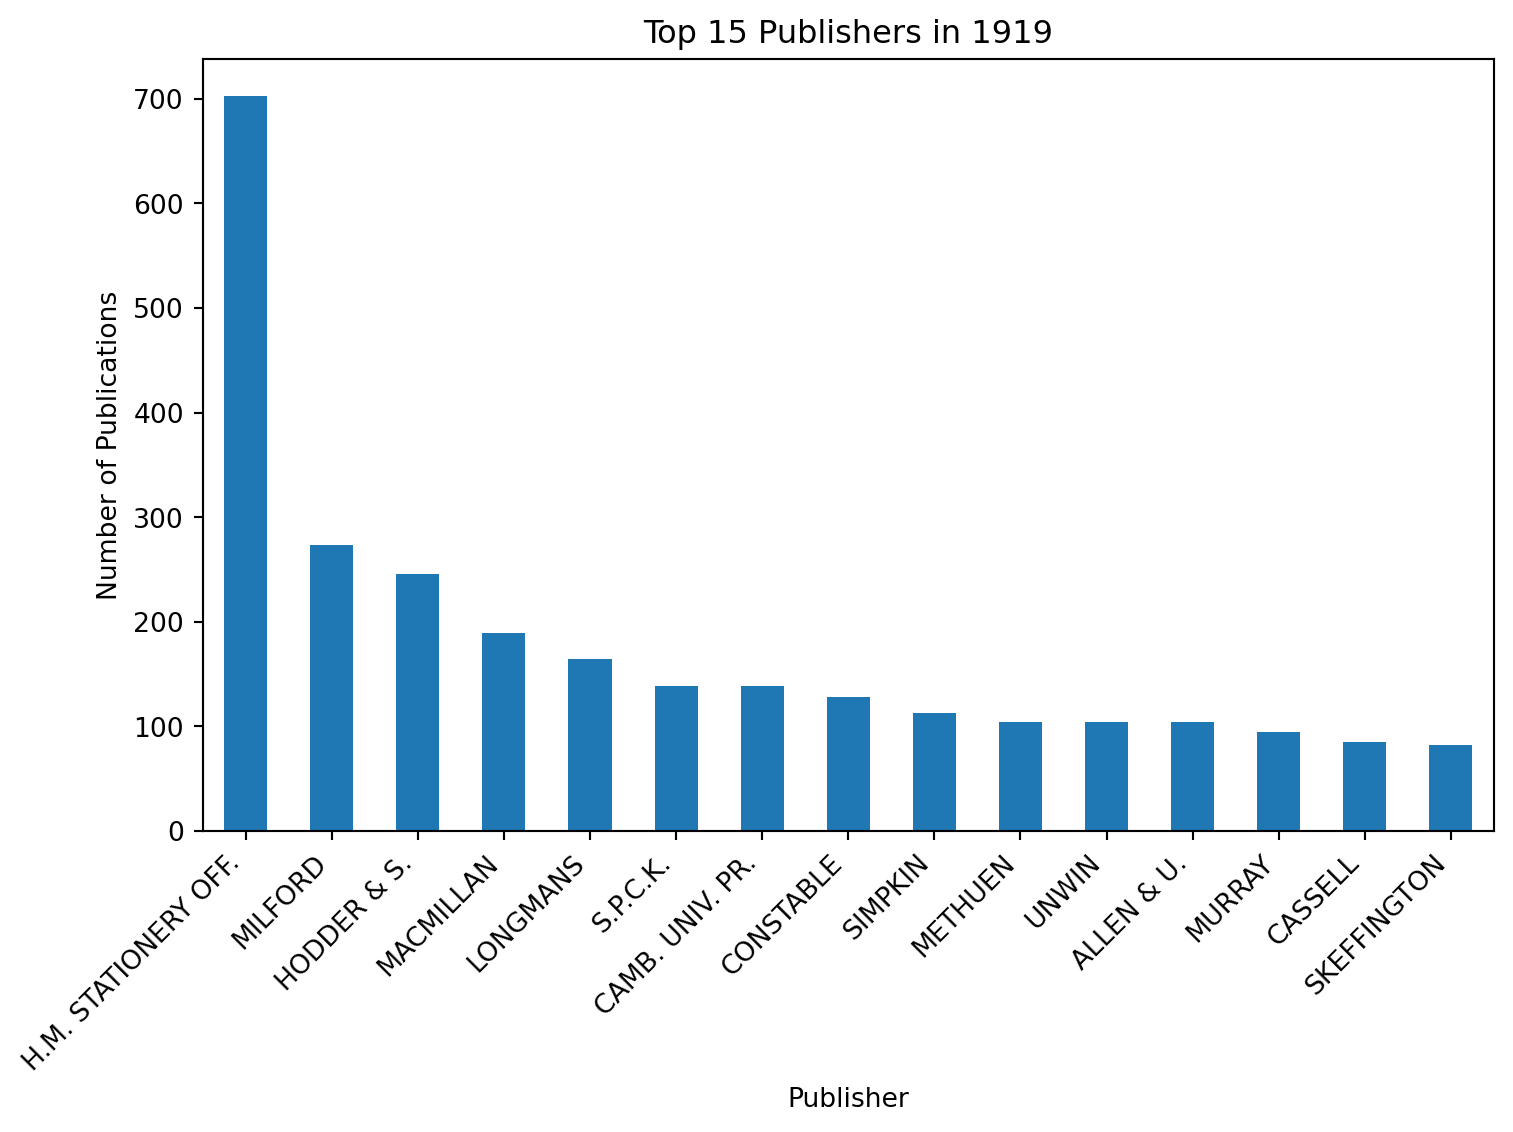 Top 15 Publishers in 1919
Number of Publications
700
600
500
400
300
200
100
0
H.M. STATIONERY OFF.
MILFORD
HODDER & S.
MACMILLAN
LONGMANS
S.P.C.K.
CAMB. UNIV. PR.
CONSTABLE
SIMPKIN
METHUEN
UNWIN
ALLEN & U.
MURRAY
CASSELL
SKEFFINGTON
Publisher